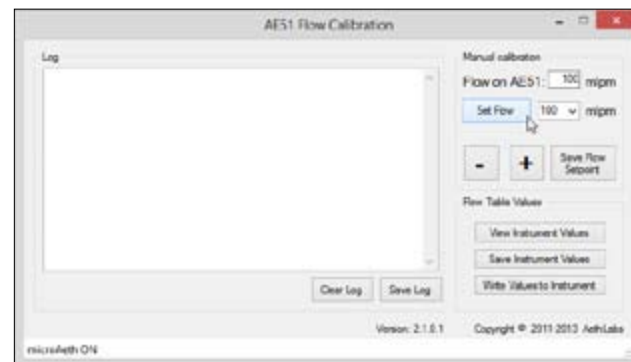 AE51 Flow Calibration
Log
Manual calibration
Flow on AE51: 100 mlpm
Set Flow 100 mlpm
- + Save Flow Setpoint
Flow Table Values
View Instrument Values
Save Instrument Values
Write Values to Instrument
Clear Log Save Log
Version: 2.1.0.1 Copyright © 2011-2013 AethLabs
microAeth ON